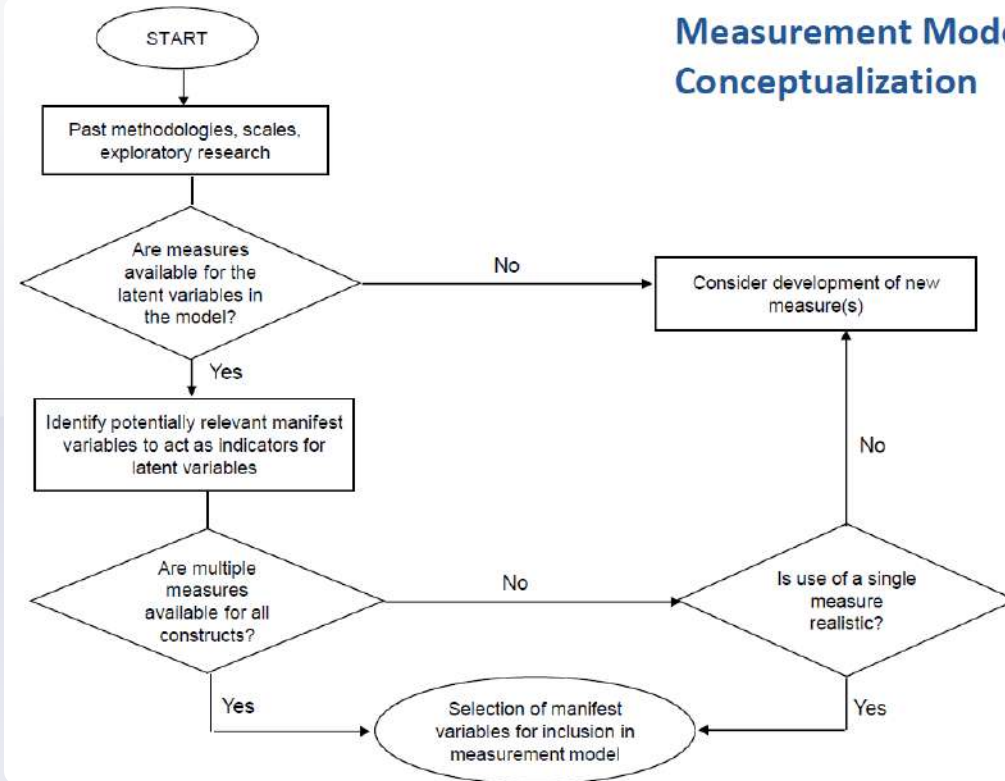 Measurement Mode
Conceptualization
START
Past methodologies, scales,
exploratory research
Are measures
available for the
latent variables in
the model?
No
Consider development of new
measure(s)
Yes
Identify potentially relevant manifest
variables to act as indicators for
latent variables
No
Are multiple
measures
available for all
constructs?
No
Is use of a single
measure
realistic?
Yes
Selection of manifest
variables for inclusion in
measurement model
Yes